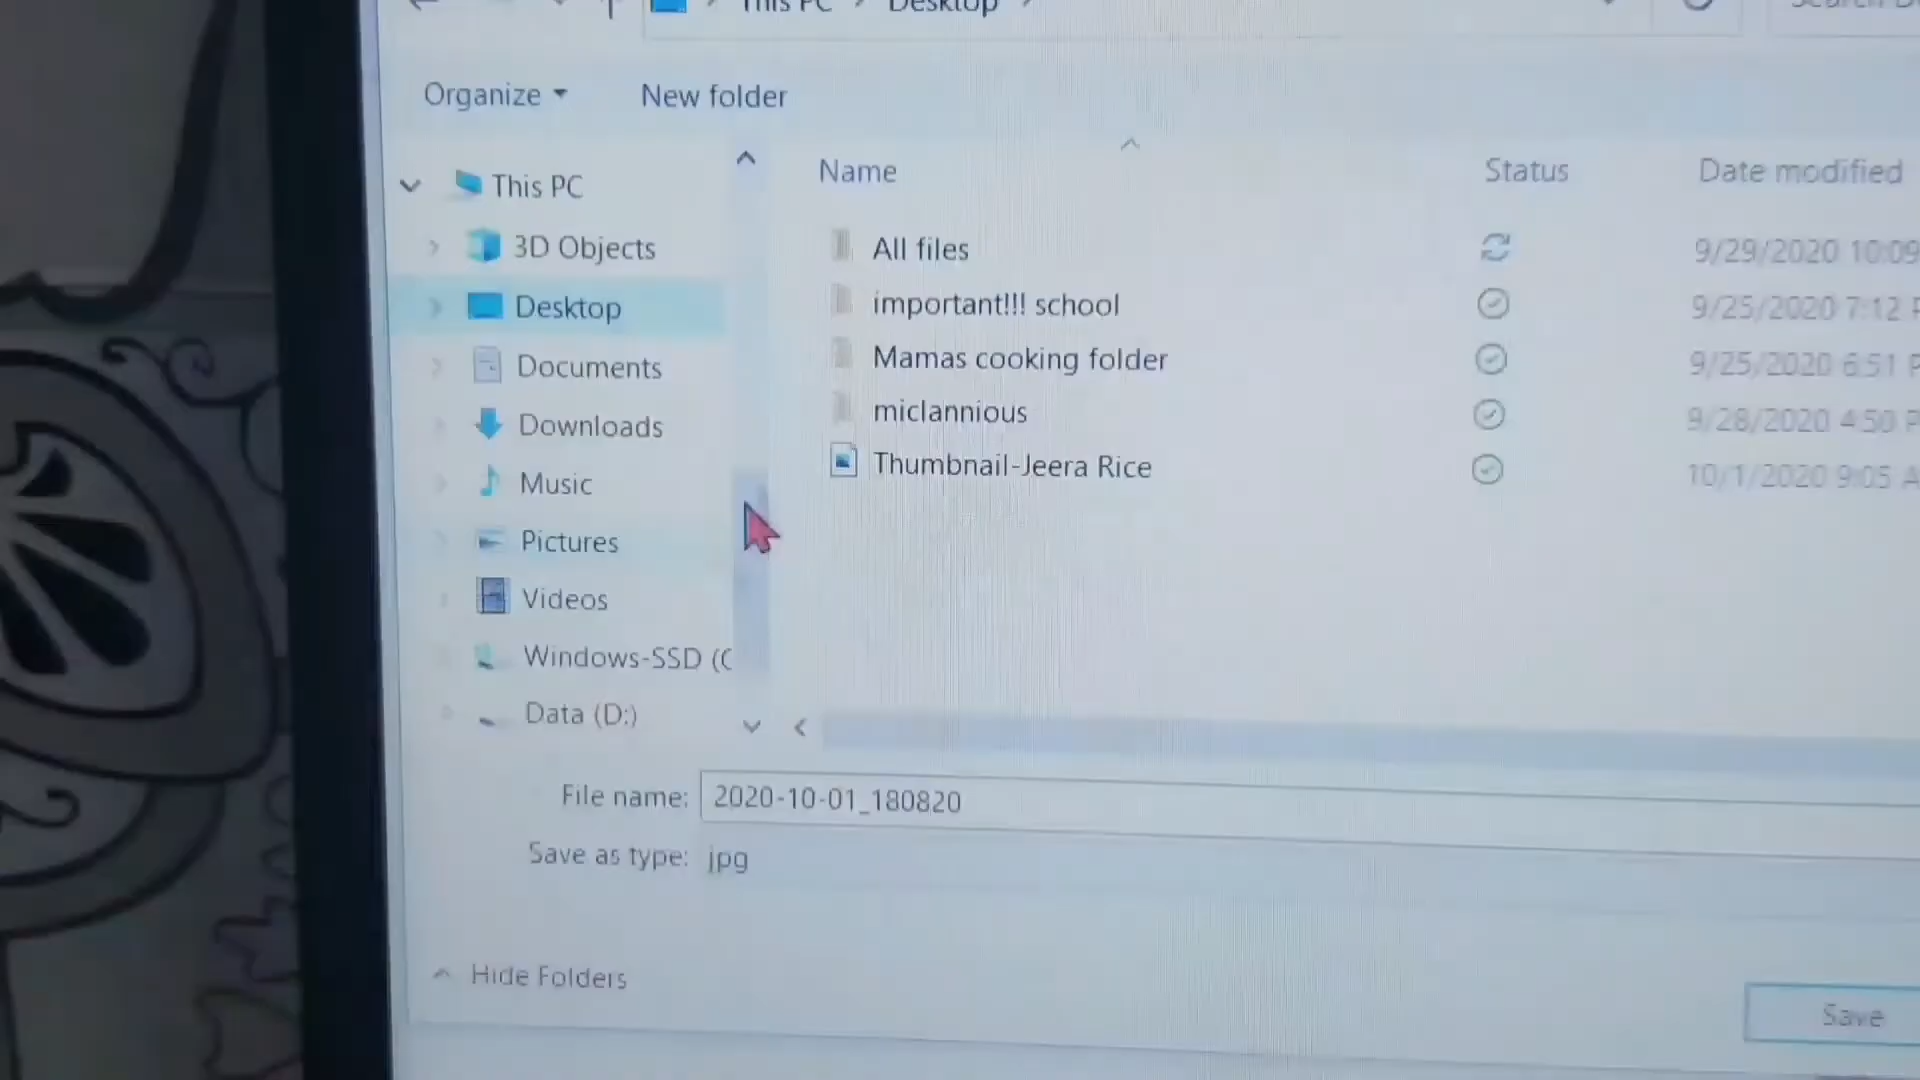 This PC > Desktop >
Organize New folder
Name Status Date modified
This PC
3D Objects
Desktop
Documents
Downloads
Music
Pictures
Videos
Windows-SSD (C
Data (D:)
All files 9/29/2020 10:09
important!!! school 9/25/2020 7:12 P
Mamas cooking folder 9/25/2020 6:51 P
miclannious 9/28/2020 4:50 P
Thumbnail-Jeera Rice 10/1/2020 9:05 A
File name: 2020-10-01_180820
Save as type: jpg
Hide Folders
Save